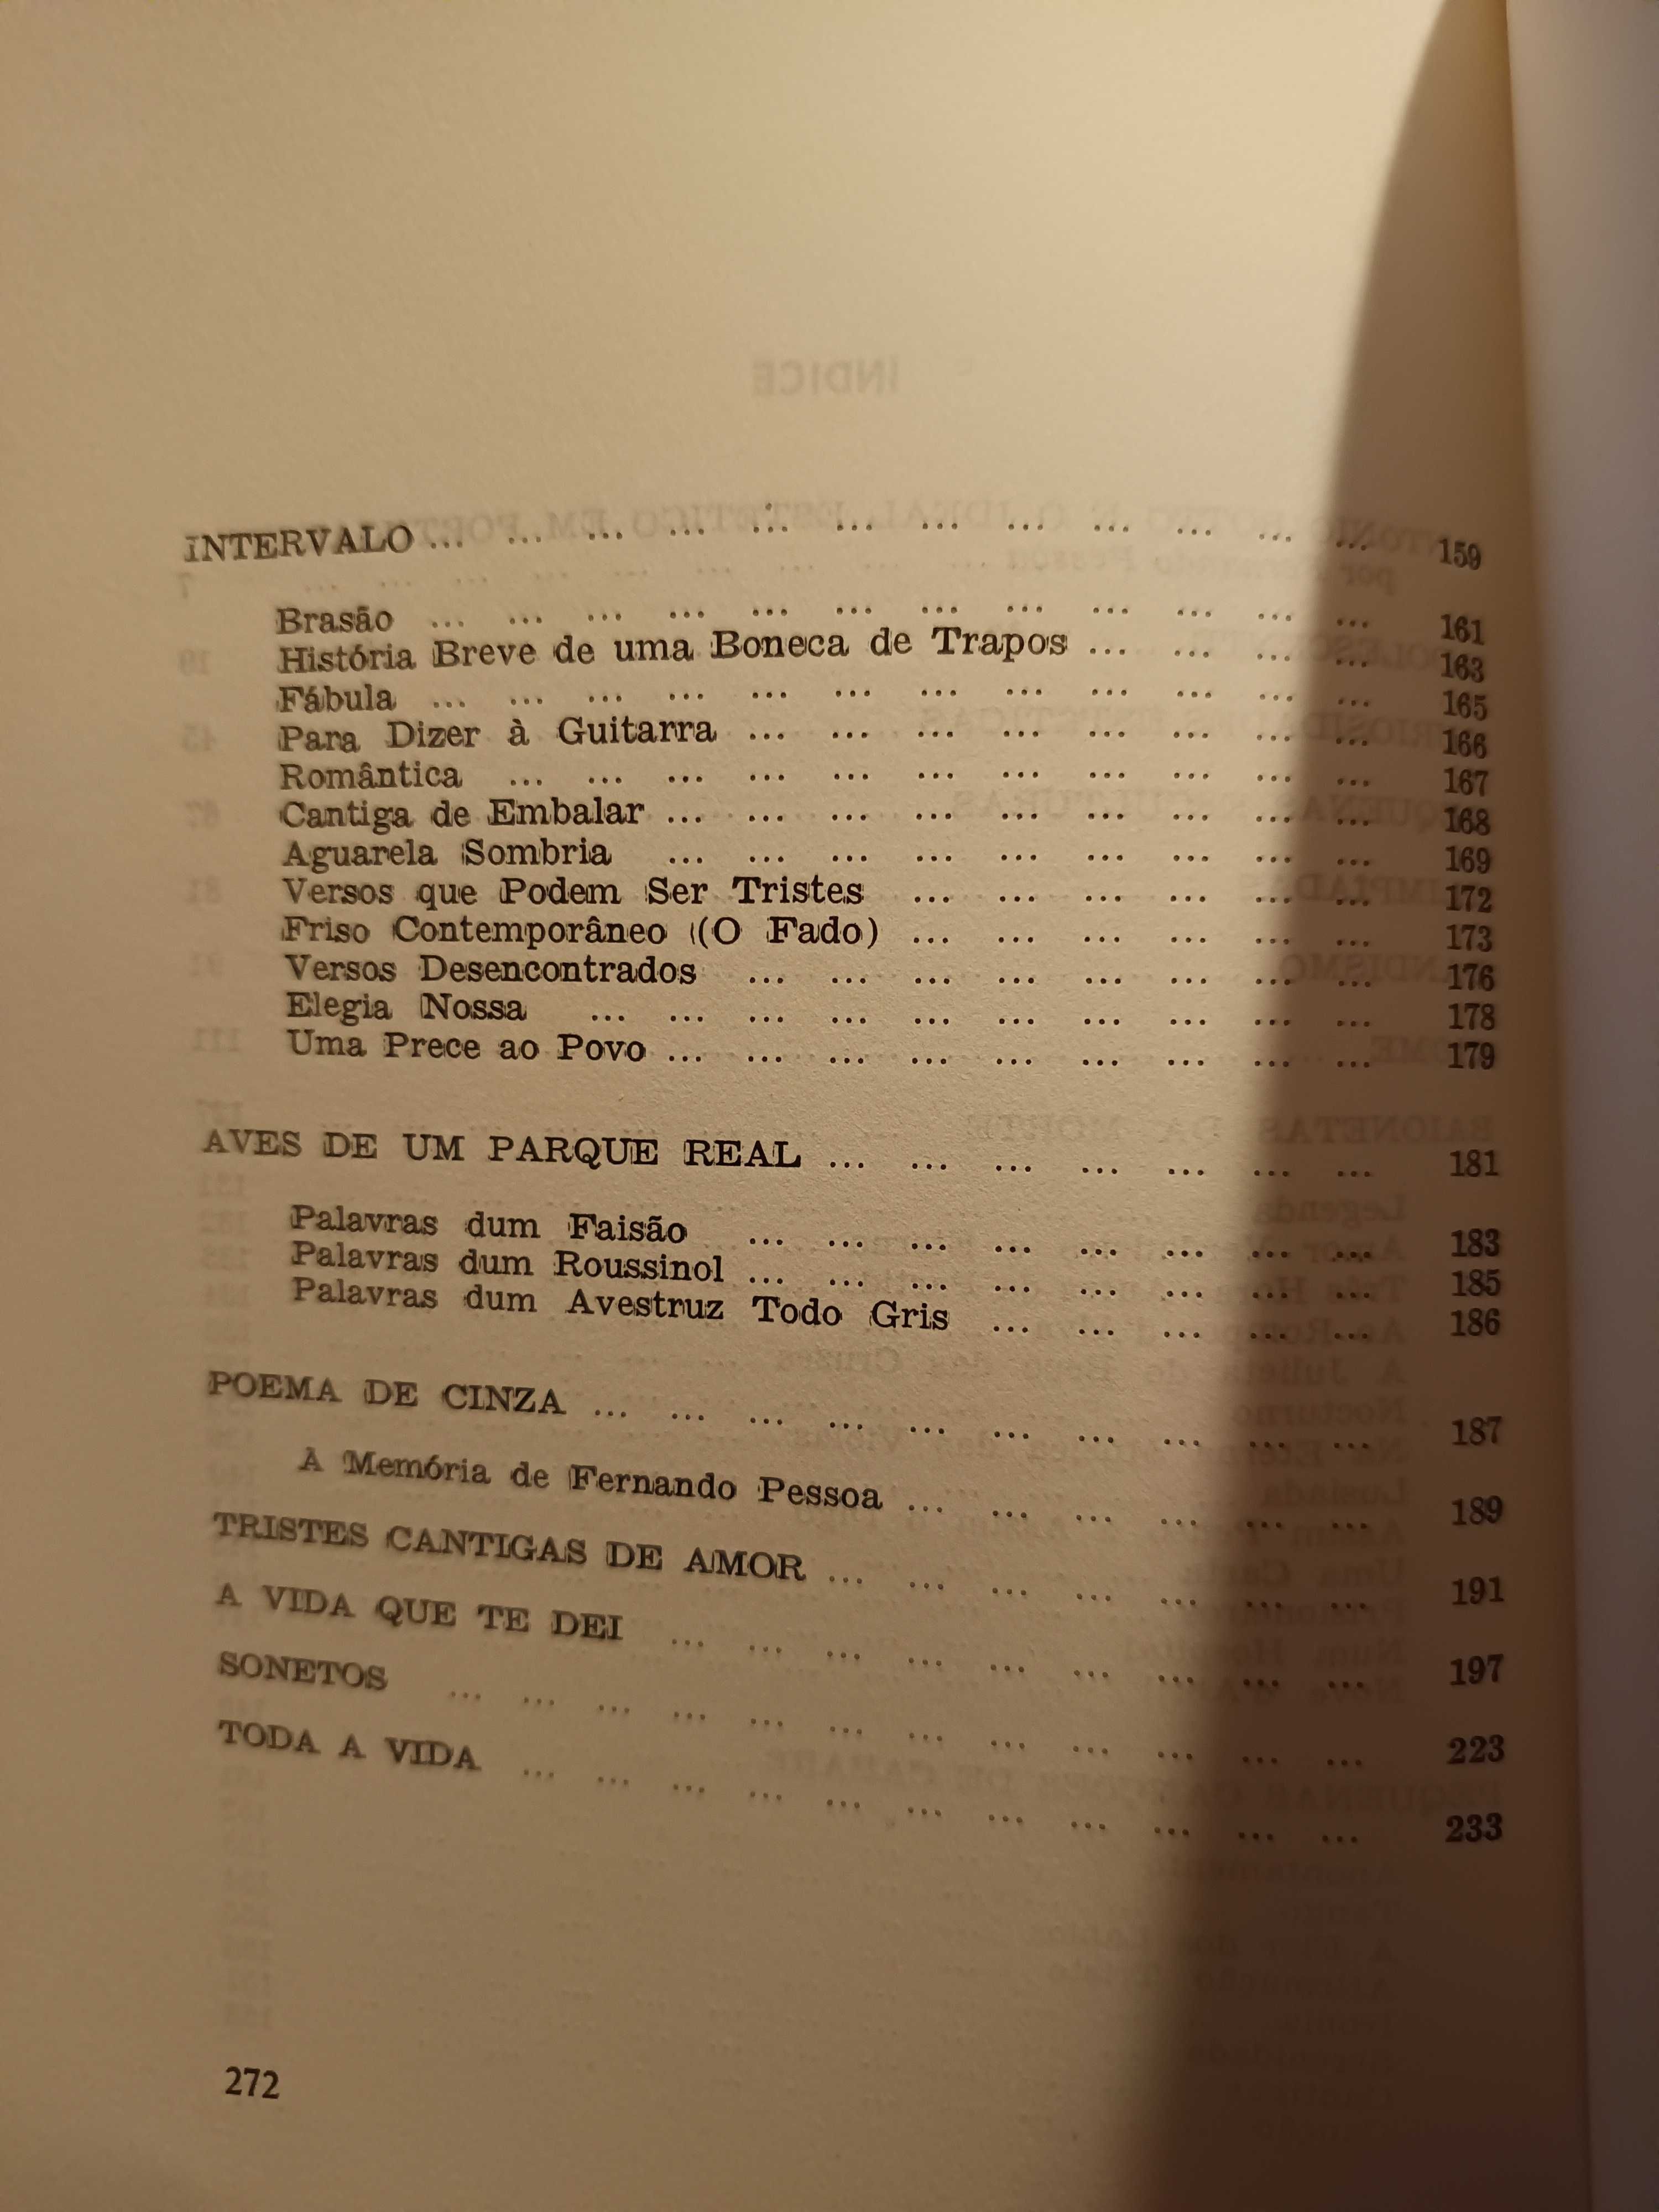 INTERVALO ... ... ... ... ... ... ... ... ... ... ... ... 159
Brasão ... ... ... ... ... ... ... ... ... ... ... ... 161
História Breve de uma Boneca de Trapos ... ... ... ... 163
Fábula ... ... ... ... ... ... ... ... ... ... ... ... 165
Para Dizer à Guitarra ... ... ... ... ... ... ... ... 166
Romântica ... ... ... ... ... ... ... ... ... ... ... 167
Cantiga de Embalar ... ... ... ... ... ... ... ... ... 168
Aguarela Sombria ... ... ... ... ... ... ... ... ... 169
Versos que Podem Ser Tristes ... ... ... ... ... ... 172
Friso Contemporâneo (O Fado) ... ... ... ... ... ... 173
Versos Desencontrados ... ... ... ... ... ... ... ... 176
Elegia Nossa ... ... ... ... ... ... ... ... ... ... 178
Uma Prece ao Povo ... ... ... ... ... ... ... ... ... 179
AVES DE UM PARQUE REAL ... ... ... ... ... ... ... 181
Palavras dum Faisão ... ... ... ... ... ... ... ... 183
Palavras dum Roussinol ... ... ... ... ... ... ... ... 185
Palavras dum Avestruz Todo Gris ... ... ... ... ... 186
POEMA DE CINZA ... ... ... ... ... ... ... ... ... ... 187
À Memória de Fernando Pessoa ... ... ... ... ... ... 189
TRISTES CANTIGAS DE AMOR ... ... ... ... ... ... ... 191
A VIDA QUE TE DEI ... ... ... ... ... ... ... ... ... 197
SONETOS ... ... ... ... ... ... ... ... ... ... ... ... 223
TODA A VIDA ... ... ... ... ... ... ... ... ... ... ... 233
272